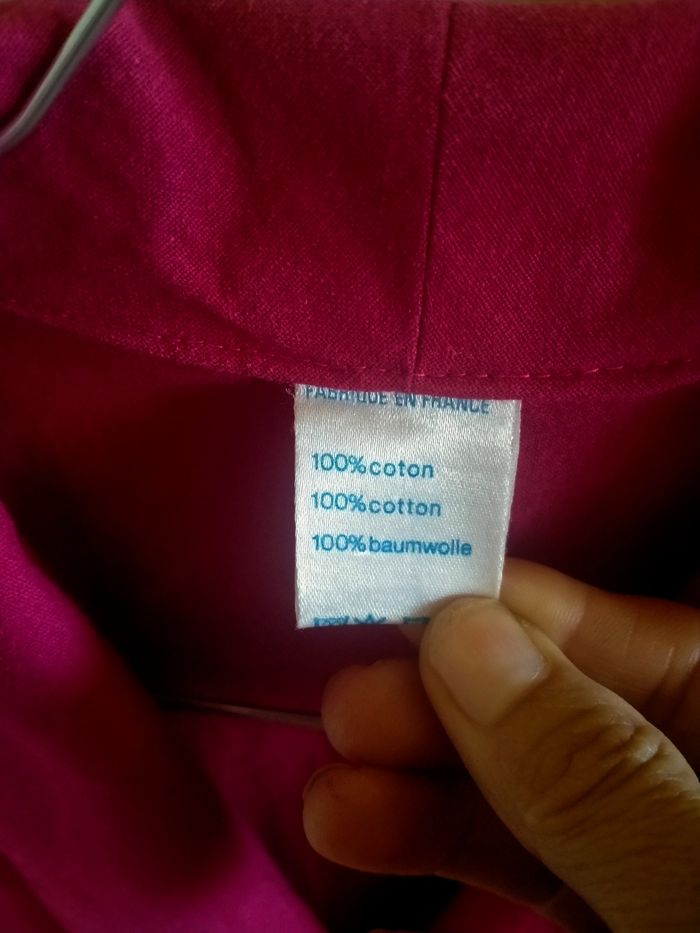 FABRIQUE EN FRANCE
100% coton
100% cotton
100% baumwolle